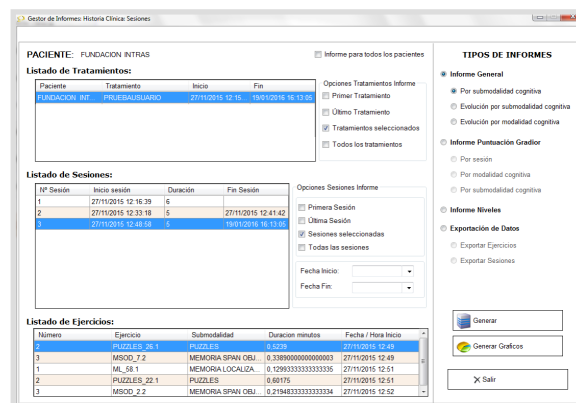 Gestor de Informes: Historia Clínica: Sesiones
PACIENTE: FUNDACION INTRAS
Informe para todos los pacientes
Listado de Tratamientos:
Paciente Tratamiento Inicio Fin
FUNDACION INT... PRUEBAUSUARIO 27/11/2015 12:15... 19/01/2016 16:13:05
Opciones Tratamientos Informe
Primer Tratamiento
Último Tratamiento
Tratamientos seleccionados
Todos los tratamientos
Listado de Sesiones:
Nº Sesión Inicio sesión Duración Fin Sesión
1 27/11/2015 12:16:39 6
2 27/11/2015 12:33:18 5 27/11/2015 12:41:42
3 27/11/2015 12:48:58 5 19/01/2016 16:13:05
Opciones Sesiones Informe
Primera Sesión
Última Sesión
Sesiones seleccionadas
Todas las sesiones
Fecha Inicio:
Fecha Fin:
Listado de Ejercicios:
Número Ejercicio Submodalidad Duracion minutos Fecha / Hora Inicio
2 PUZZLES_26.1 PUZZLES 0,5239 27/11/2015 12:49
3 MSOD_7.2 MEMORIA SPAN OBJ... 0,33890000000000003 27/11/2015 12:49
1 ML_58.1 MEMORIA LOCALIZA... 0,12993333333333335 27/11/2015 12:51
2 PUZZLES_22.1 PUZZLES 0,60175 27/11/2015 12:51
3 MSOD_2.2 MEMORIA SPAN OBJ... 0,21948333333333334 27/11/2015 12:52
TIPOS DE INFORMES
Informe General
Por submodalidad cognitiva
Evolución por submodalidad cognitiva
Evolución por modalidad cognitiva
Informe Puntuación Gradior
Por sesión
Por modalidad cognitiva
Por submodalidad cognitiva
Informe Niveles
Exportación de Datos
Exportar Ejercicios
Exportar Sesiones
Generar
Generar Graficos
Salir